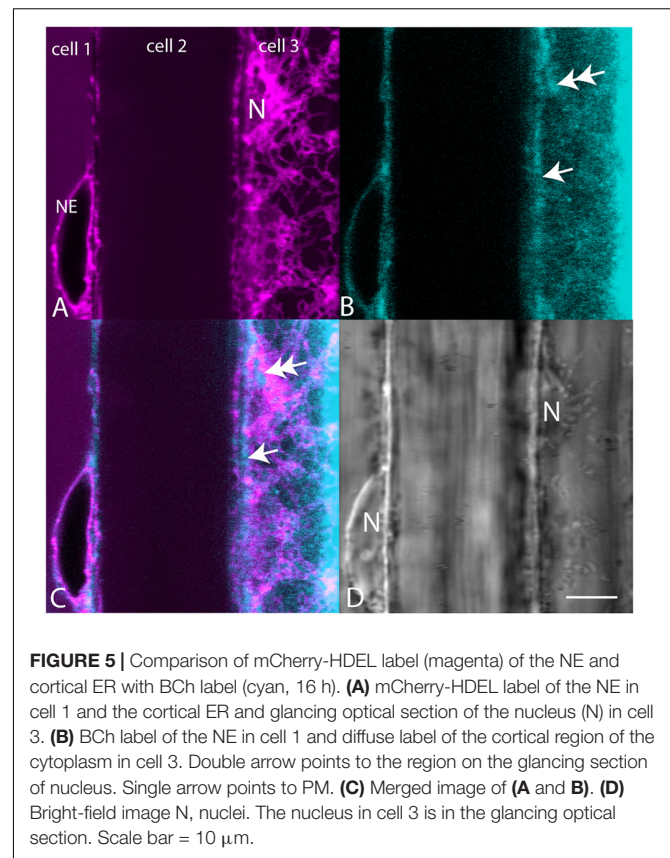 cell 1 cell 2 cell 3
N
NE
A
B
N
N
C
D
FIGURE 5 | Comparison of mCherry-HDEL label (magenta) of the NE and
cortical ER with BCh label (cyan, 16 h). (A) mCherry-HDEL label of the NE in
cell 1 and the cortical ER and glancing optical section of the nucleus (N) in cell
3. (B) BCh label of the NE in cell 1 and diffuse label of the cortical region of the
cytoplasm in cell 3. Double arrow points to the region on the glancing section
of nucleus. Single arrow points to PM. (C) Merged image of (A and B). (D)
Bright-field image N, nuclei. The nucleus in cell 3 is in the glancing optical
section. Scale bar = 10 μm.